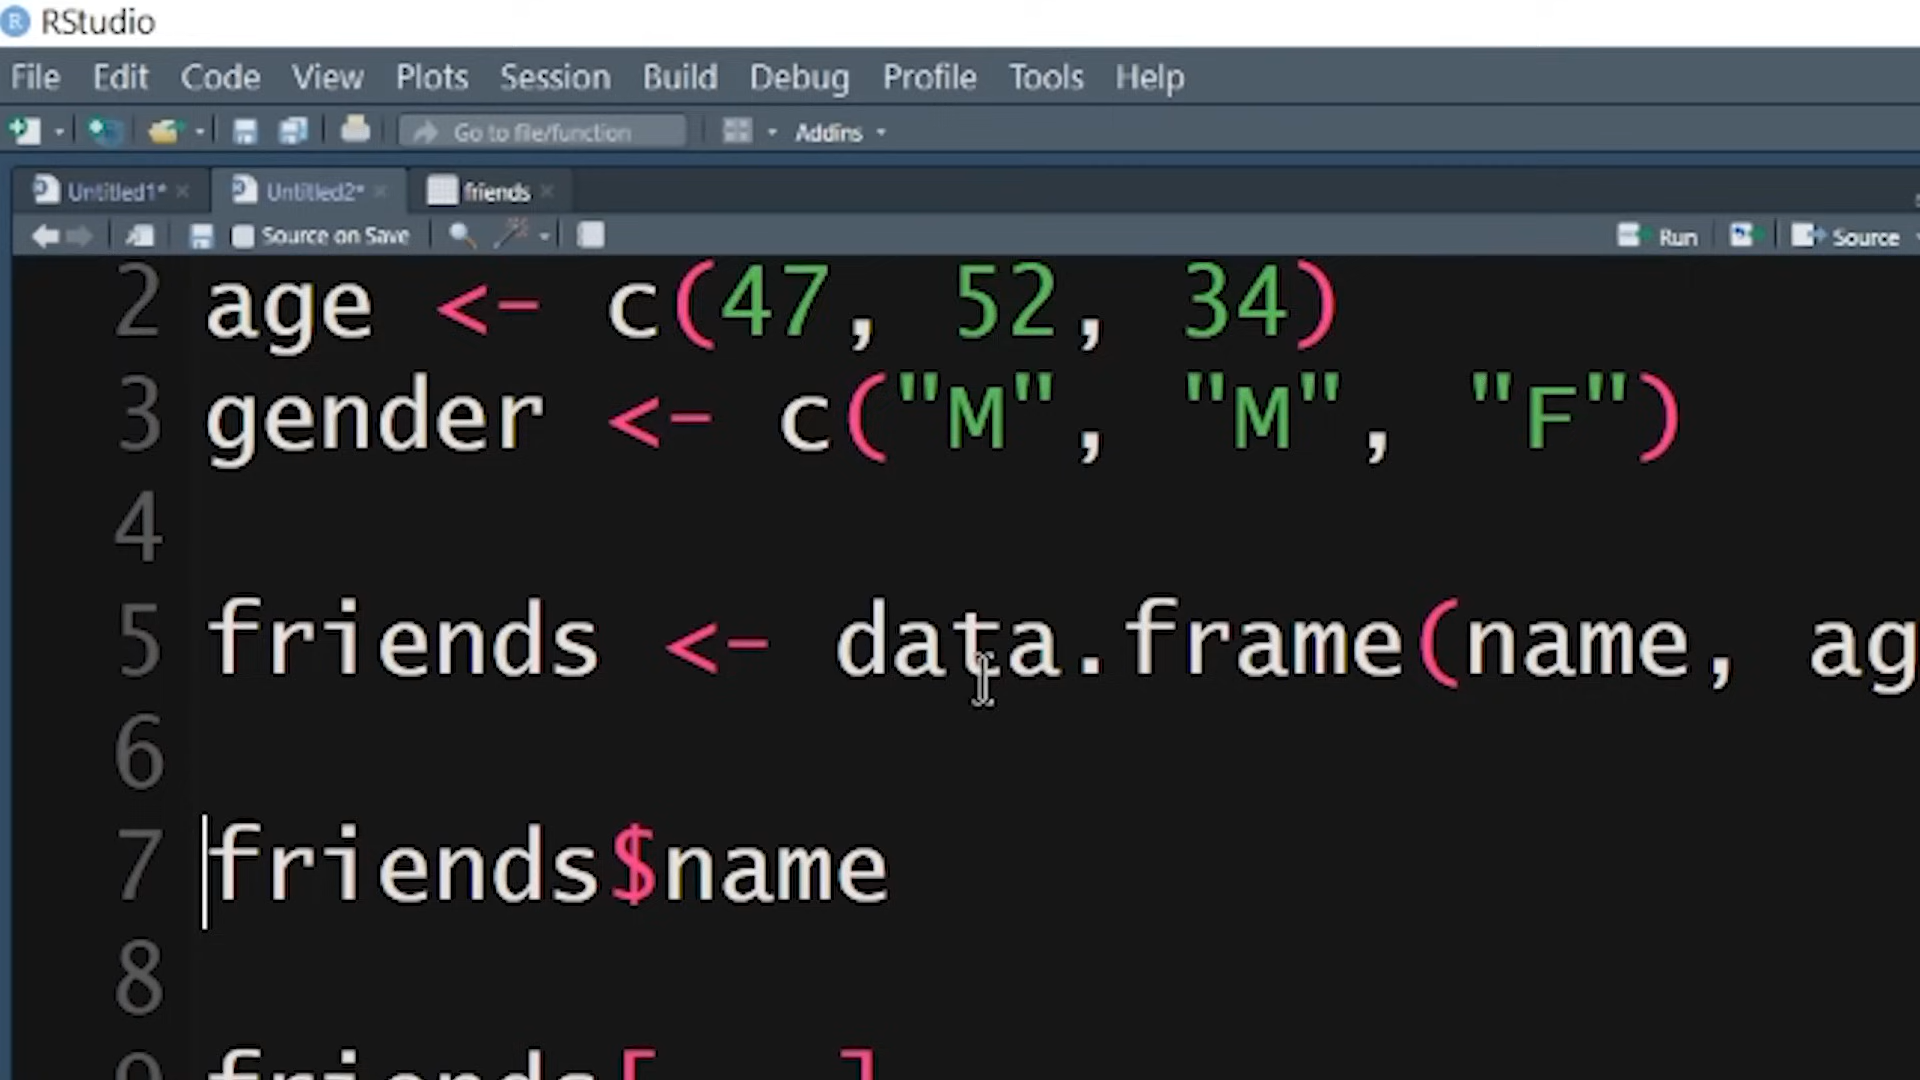 RStudio
File Edit Code View Plots Session Build Debug Profile Tools Help
Go to file/function Addins
Untitled1* Untitled2* friends
Source on Save Run Source
2 age <- c(47, 52, 34)
3 gender <- c("M", "M", "F")
4
5 friends <- data.frame(name, ag
6
7 friends$name
8
9 friends[ , ]